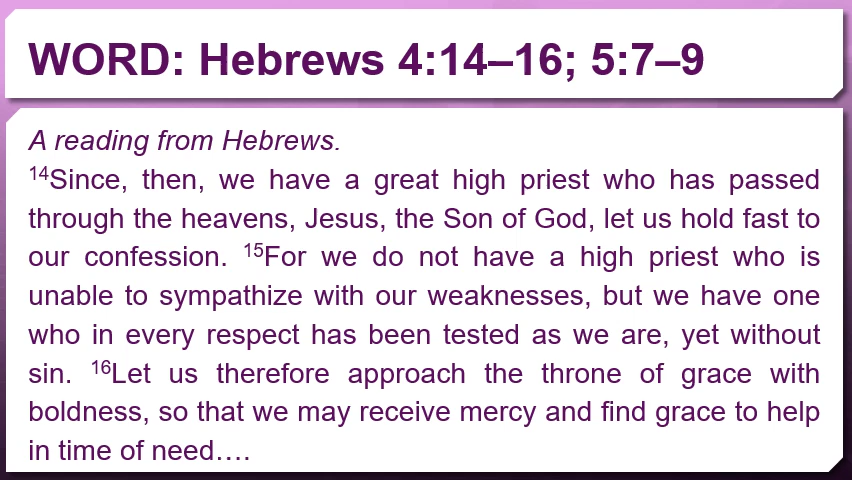 WORD: Hebrews 4:14–16; 5:7–9
A reading from Hebrews.
¹⁴Since, then, we have a great high priest who has passed
through the heavens, Jesus, the Son of God, let us hold fast to
our confession. ¹⁵For we do not have a high priest who is
unable to sympathize with our weaknesses, but we have one
who in every respect has been tested as we are, yet without
sin. ¹⁶Let us therefore approach the throne of grace with
boldness, so that we may receive mercy and find grace to help
in time of need….